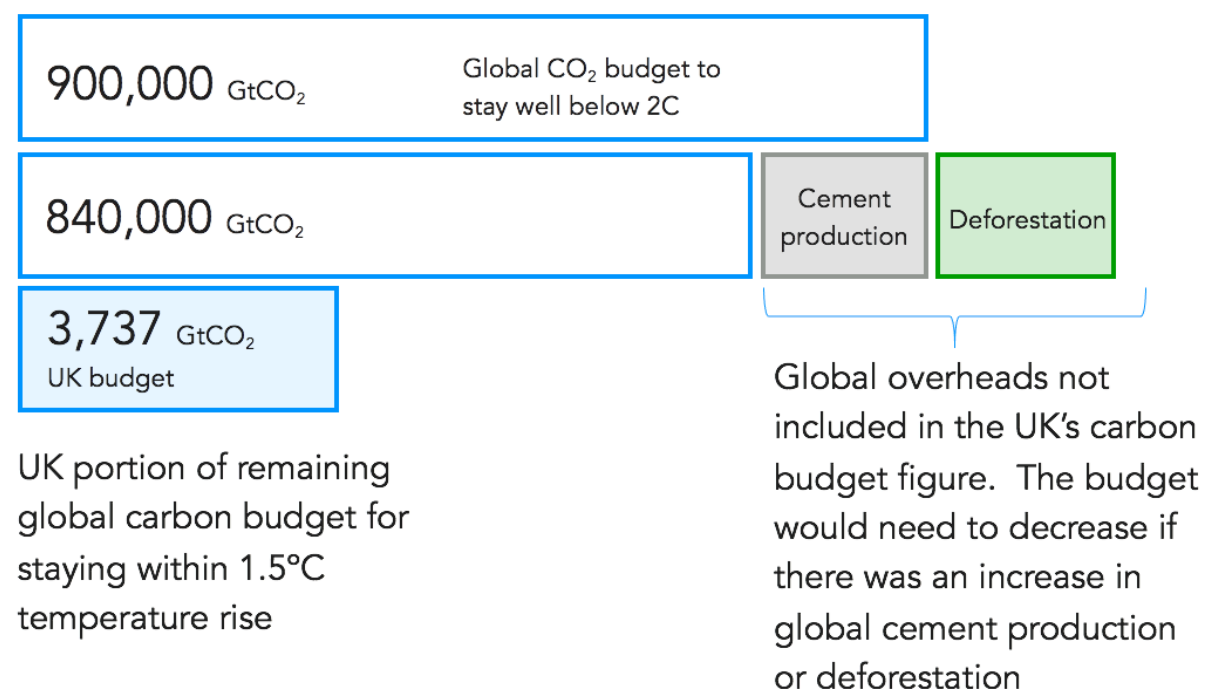 900,000 GtCO₂
Global CO₂ budget to
stay well below 2C
840,000 GtCO₂
Cement
production
Deforestation
3,737 GtCO₂
UK budget
UK portion of remaining
global carbon budget for
staying within 1.5°C
temperature rise
Global overheads not
included in the UK’s carbon
budget figure.  The budget
would need to decrease if
there was an increase in
global cement production
or deforestation